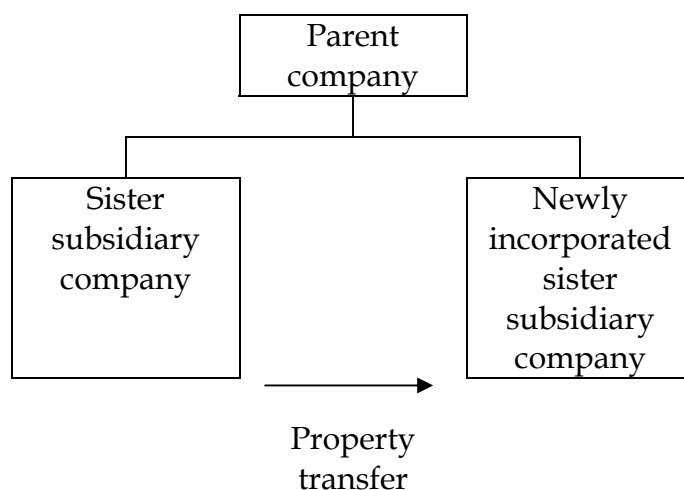 Parent
company
Sister
subsidiary
company
Newly
incorporated
sister
subsidiary
company
Property
transfer